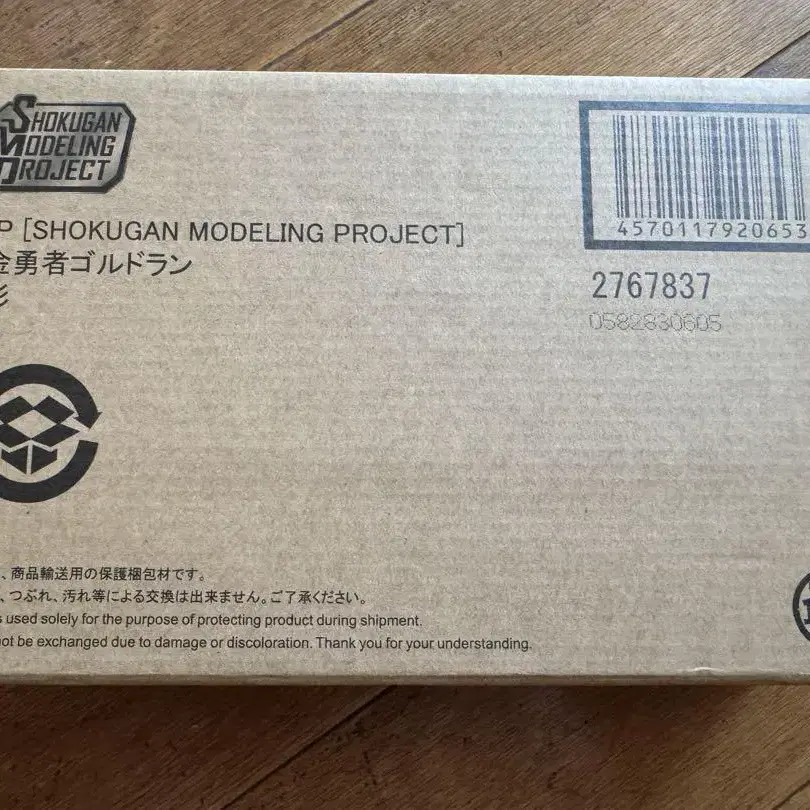 SHOKUGAN
MODELING
PROJECT
P [SHOKUGAN MODELING PROJECT]
金勇者ゴルドラン
4570117920653
2767837
0582830605
、商品輸送用の保護梱包材です。
、つぶれ、汚れ等による交換は出来ません。ご了承ください。
s used solely for the purpose of protecting product during shipment.
not be exchanged due to damage or discoloration. Thank you for your understanding.